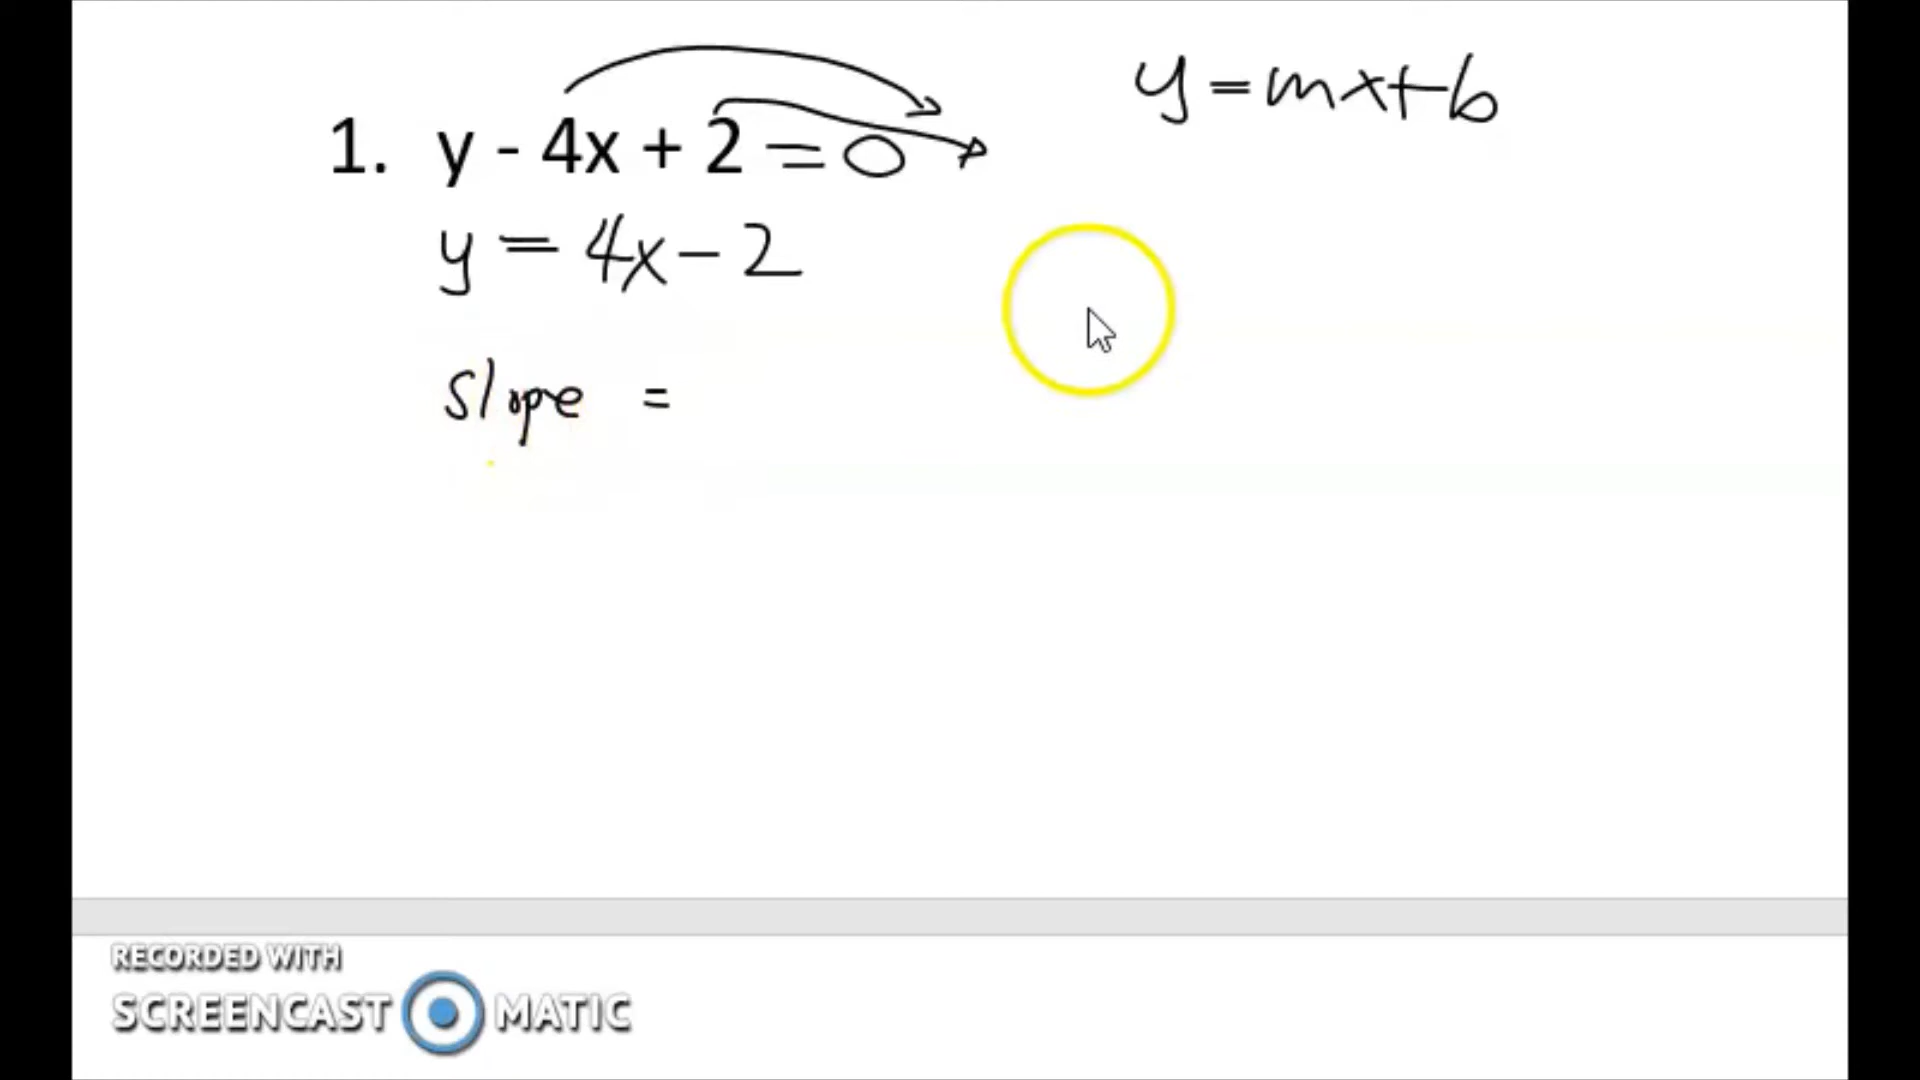 y = mx+b
1. y - 4x + 2 = 0
y = 4x - 2
slope =
RECORDED WITH
SCREENCAST MATIC